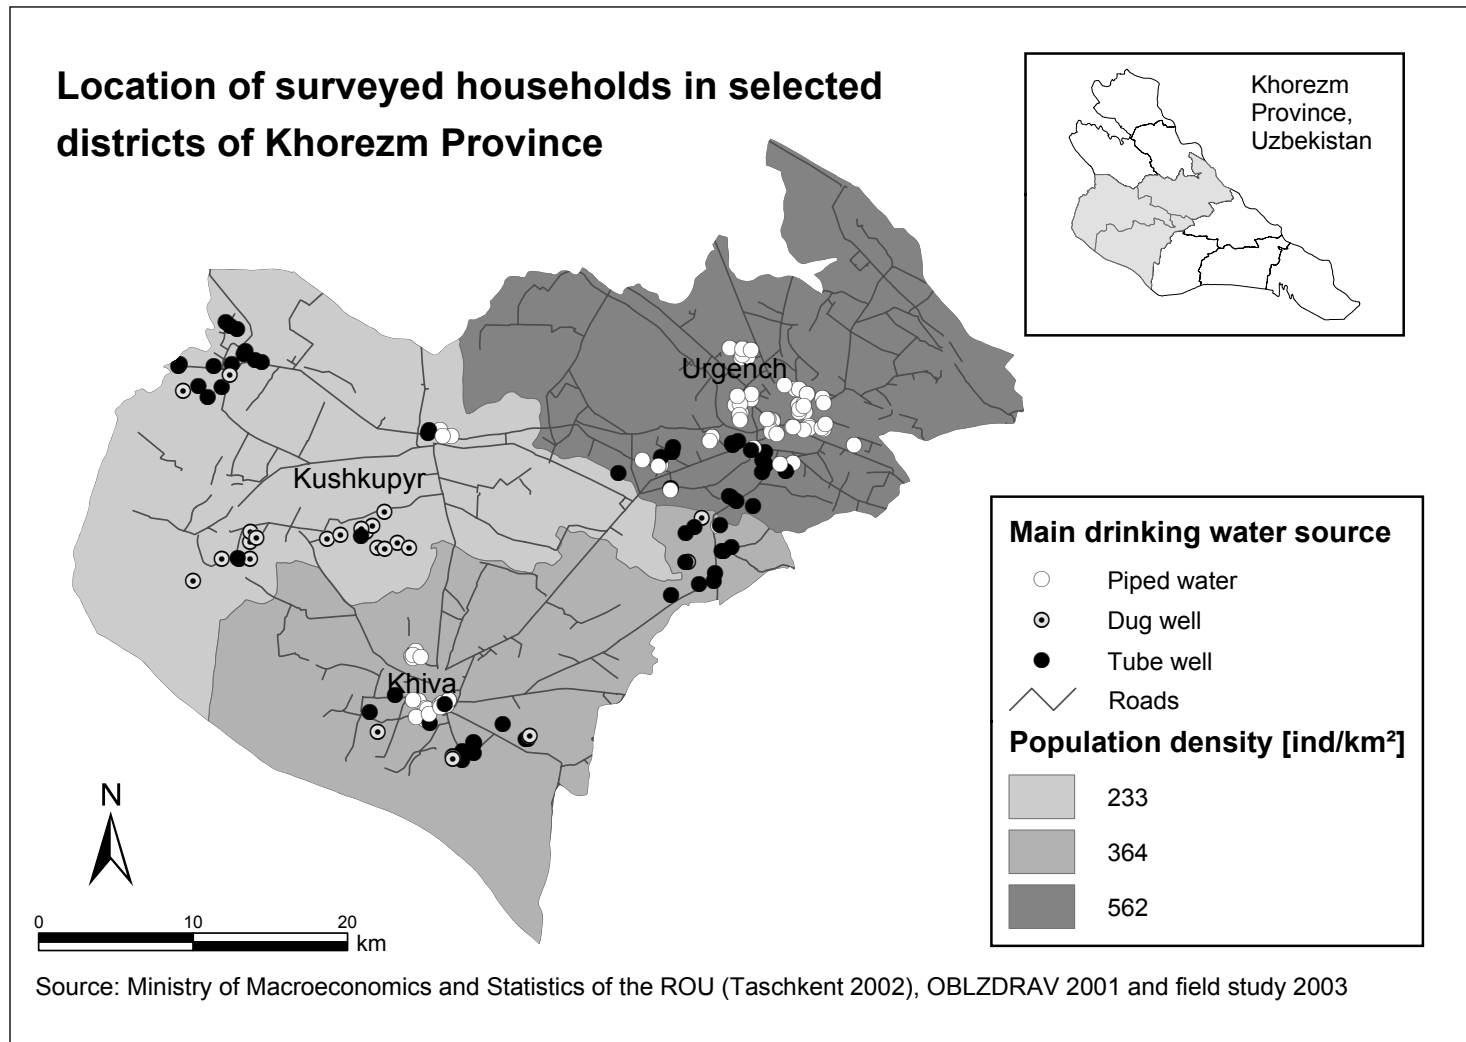 Location of surveyed households in selected
districts of Khorezm Province
Khorezm
Province,
Uzbekistan
Urgench
Kushkupyr
Khiva
Main drinking water source
Piped water
Dug well
Tube well
Roads
Population density [ind/km²]
233
364
562
N
0 10 20
km
Source: Ministry of Macroeconomics and Statistics of the ROU (Taschkent 2002), OBLZDRAV 2001 and field study 2003